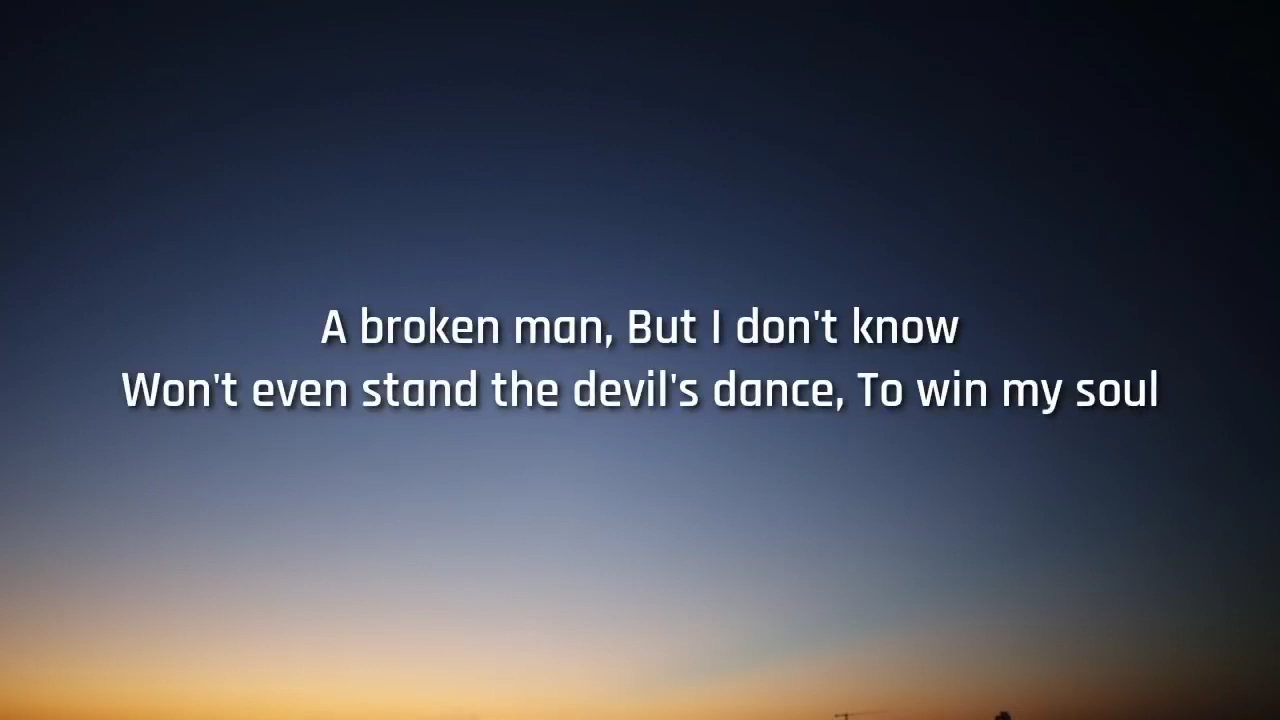 A broken man, But I don't know
Won't even stand the devil's dance, To win my soul